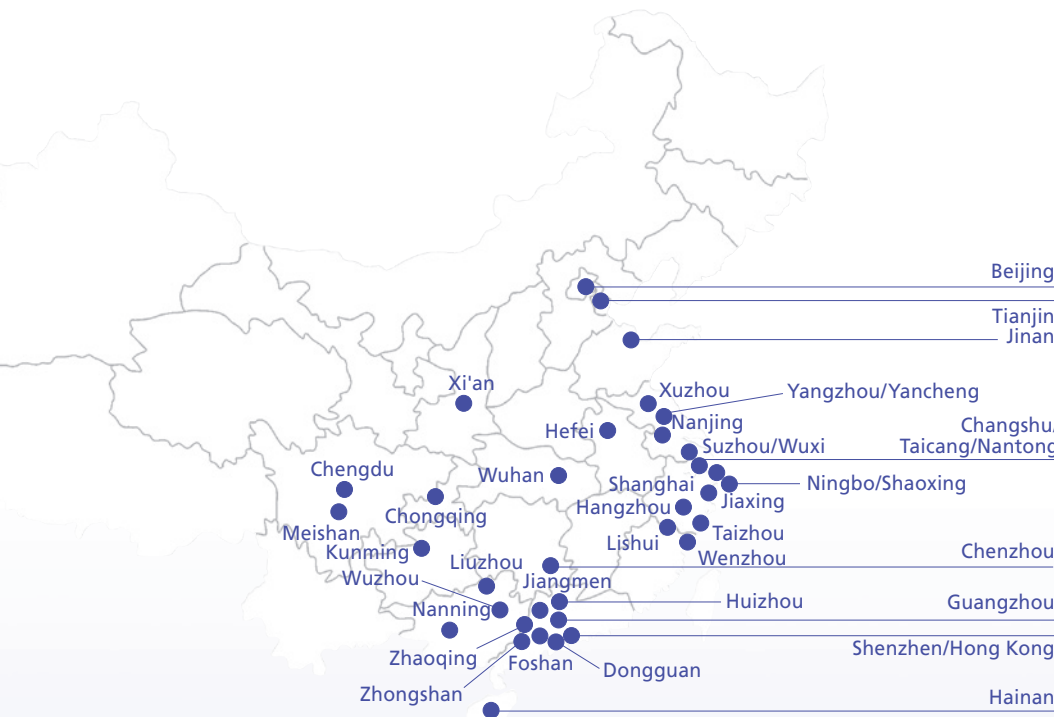 Beijing
Tianjin
Jinan
Xi'an
Xuzhou
Yangzhou/Yancheng
Nanjing
Hefei
Changshu/
Taicang/Nantong
Suzhou/Wuxi
Chengdu
Wuhan
Shanghai
Ningbo/Shaoxing
Jiaxing
Hangzhou
Chongqing
Meishan
Taizhou
Lishui
Kunming
Wenzhou
Chenzhou
Liuzhou
Wuzhou
Jiangmen
Huizhou
Guangzhou
Nanning
Shenzhen/Hong Kong
Zhaoqing
Foshan
Dongguan
Zhongshan
Hainan